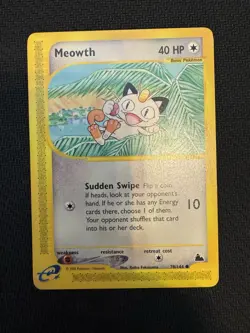 Meowth 40 HP
Basic Pokémon
Sudden Swipe Flip a coin.
If heads, look at your opponent's
hand. If he or she has any Energy
cards there, choose 1 of them.
Your opponent shuffles that card
into his or her deck.
10
weakness resistance retreat cost
e
78/144